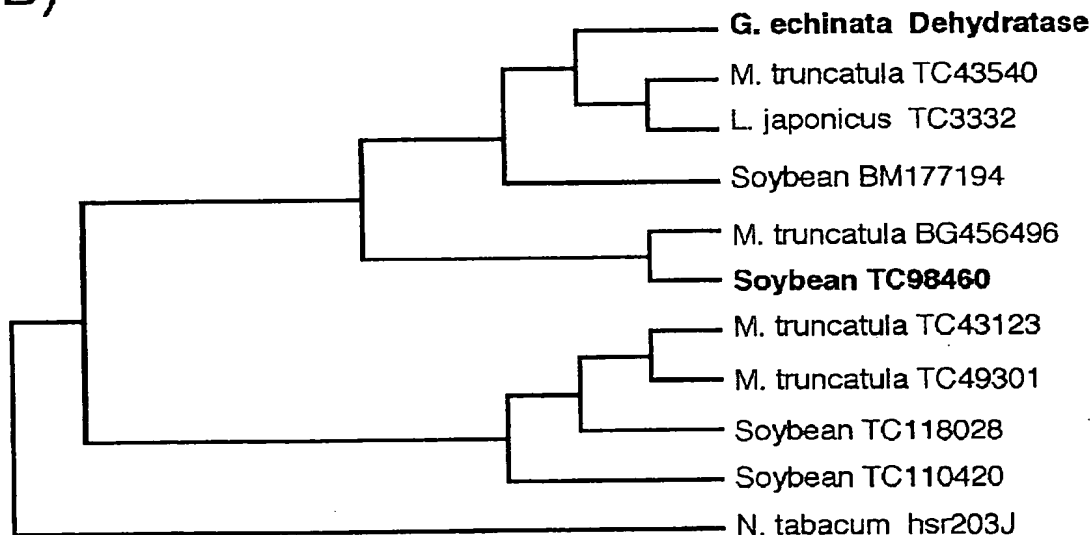 G. echinata Dehydratase
M. truncatula TC43540
L. japonicus TC3332
Soybean BM177194
M. truncatula BG456496
Soybean TC98460
M. truncatula TC43123
M. truncatula TC49301
Soybean TC118028
Soybean TC110420
N. tabacum hsr203J